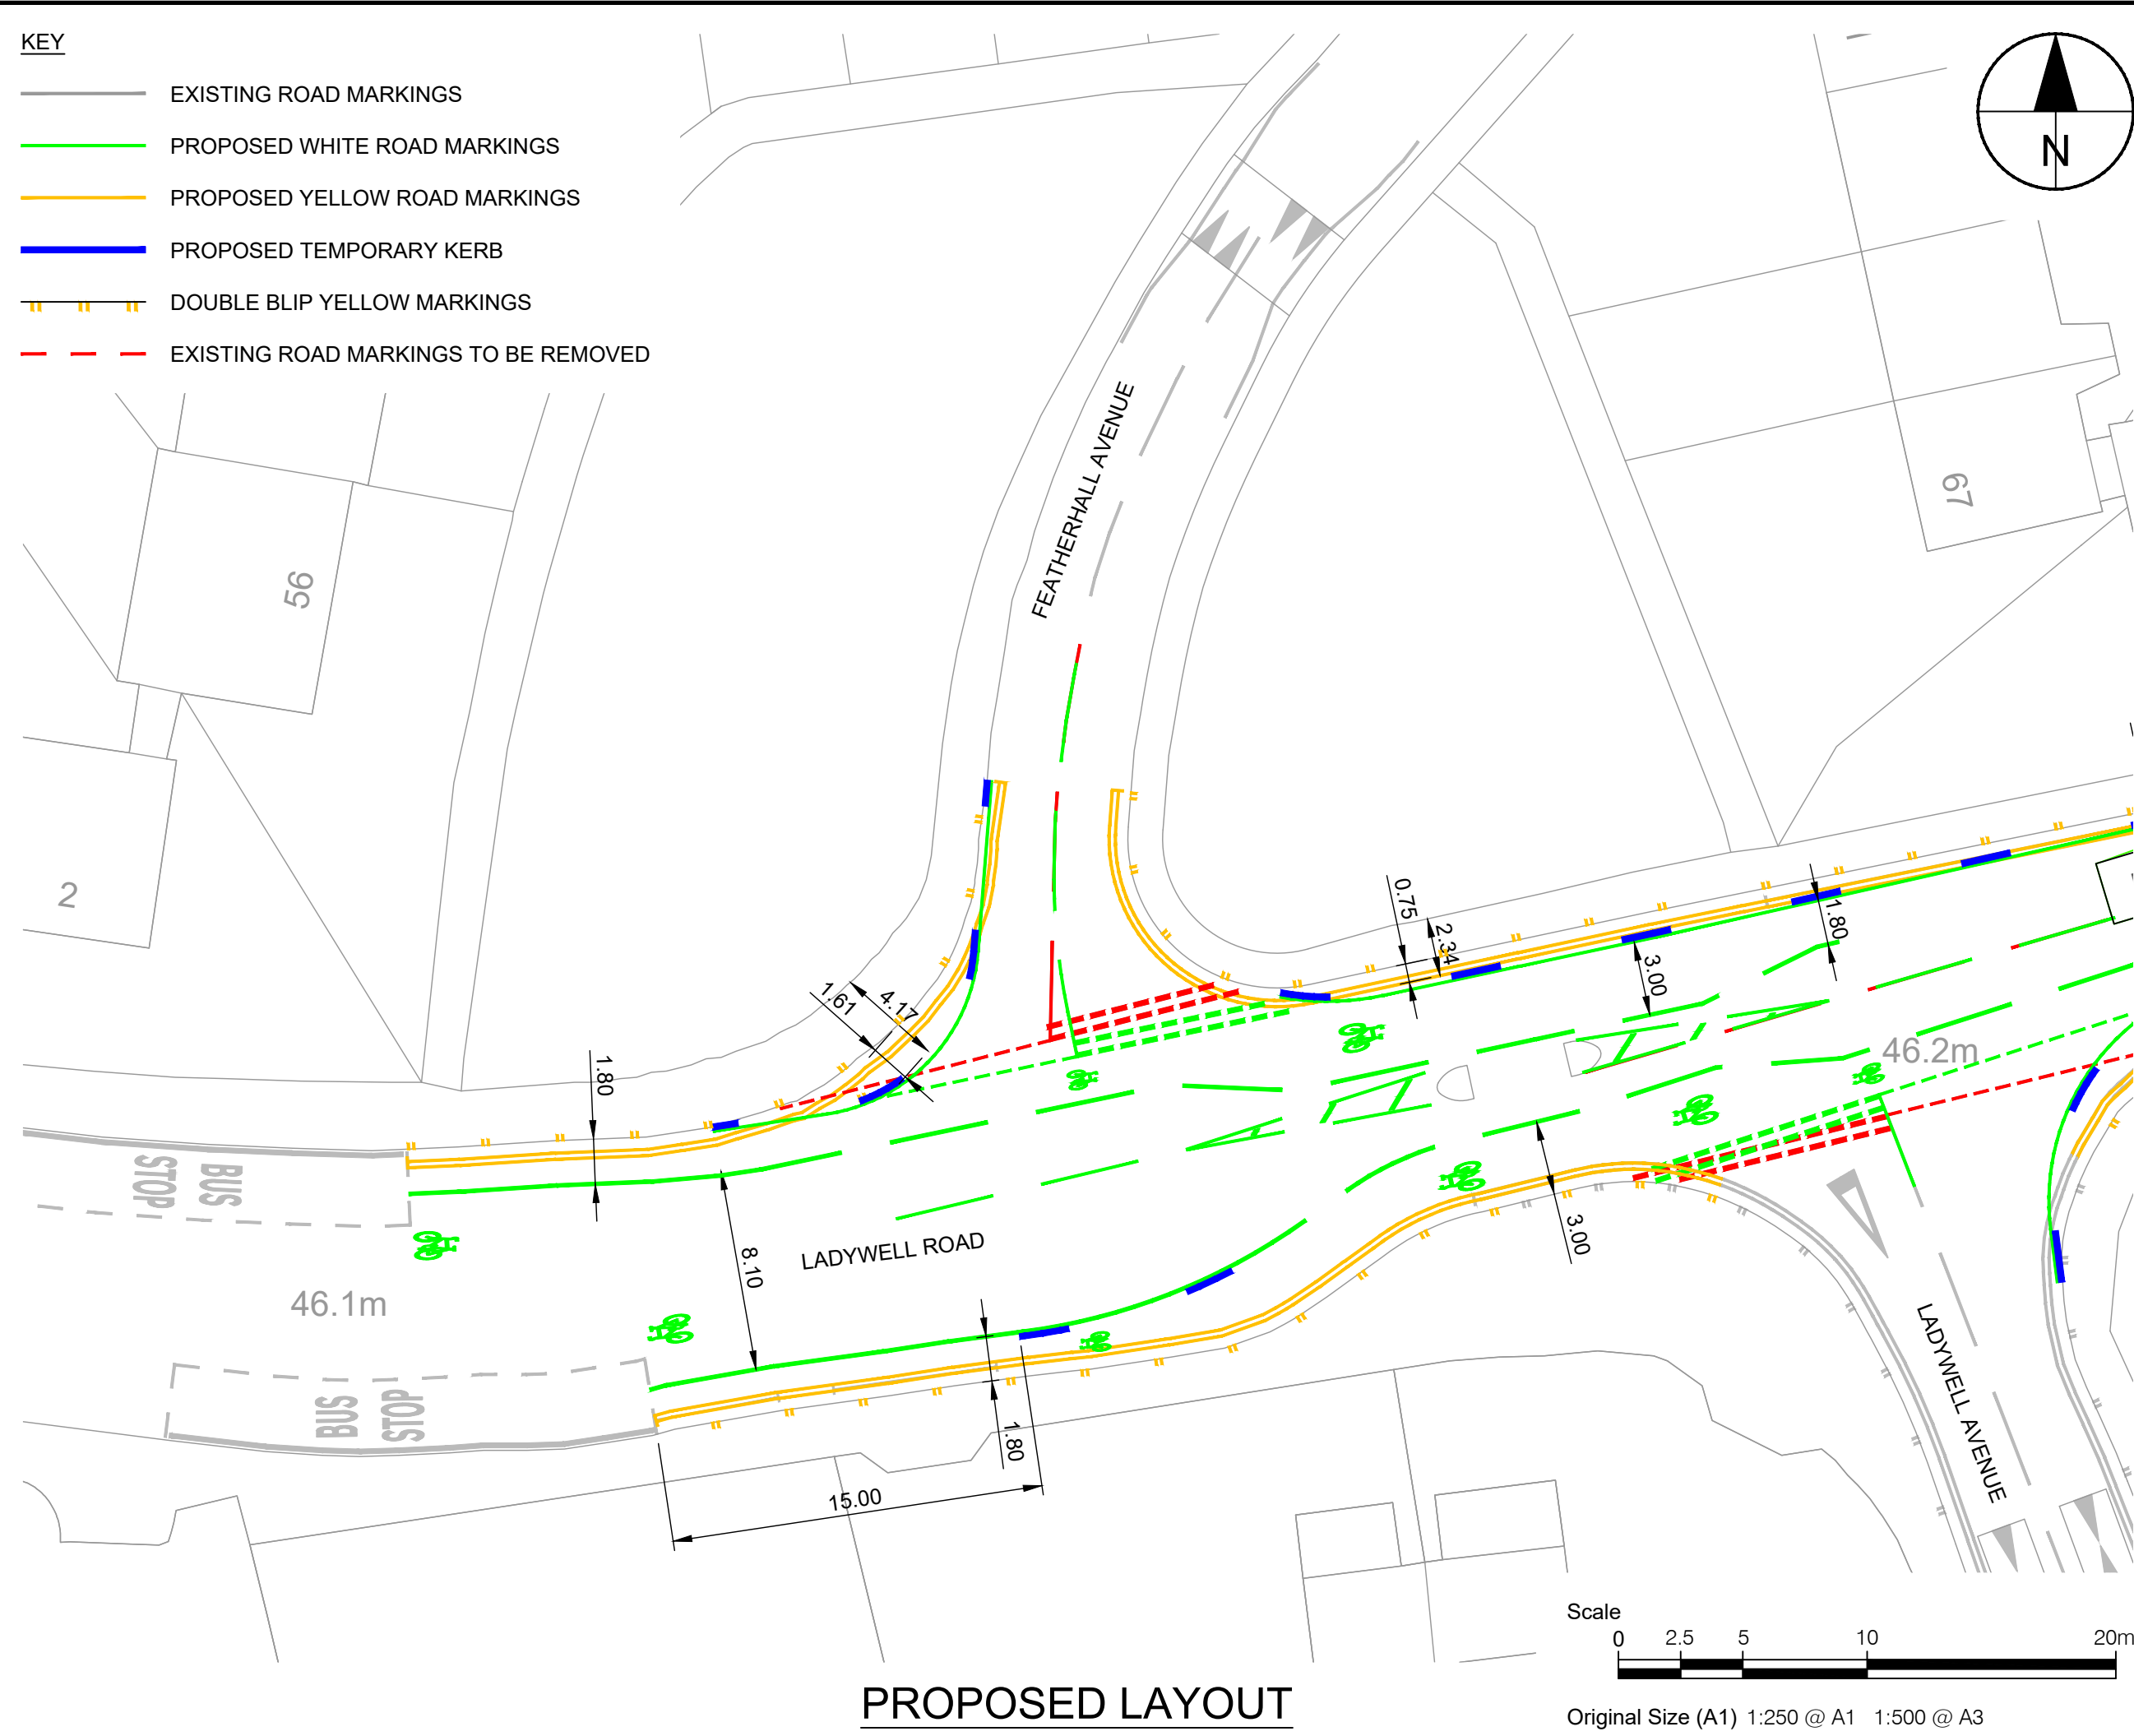 KEY
EXISTING ROAD MARKINGS
PROPOSED WHITE ROAD MARKINGS
PROPOSED YELLOW ROAD MARKINGS
PROPOSED TEMPORARY KERB
DOUBLE BLIP YELLOW MARKINGS
EXISTING ROAD MARKINGS TO BE REMOVED
N
FEATHERHALL AVENUE
56
67
2
0.75
2.34
1.80
3.00
1.61
4.17
1.80
46.2m
BUS
STOP
8.10
LADYWELL ROAD
3.00
46.1m
BUS
STOP
1.80
15.00
LADYWELL AVENUE
Scale
0 2.5 5 10 20m
PROPOSED LAYOUT
Original Size (A1) 1:250 @ A1 1:500 @ A3